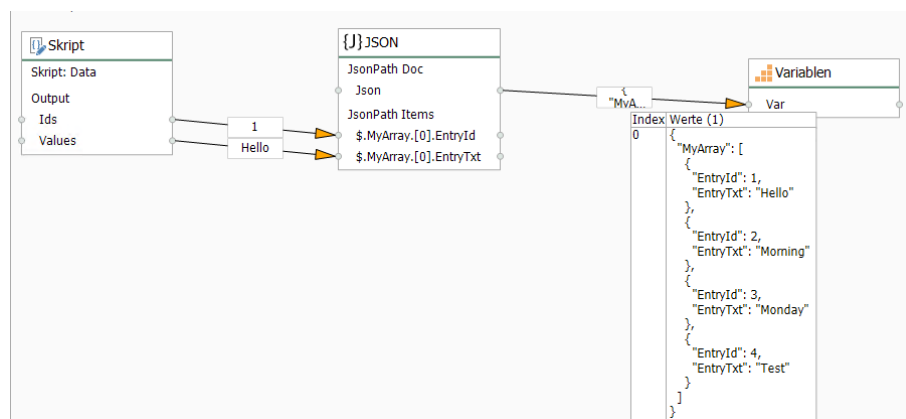 Skript
Skript: Data
Output
Ids
Values
1
Hello
{J} JSON
JsonPath Doc
Json
JsonPath Items
$.MyArray.[0].EntryId
$.MyArray.[0].EntryTxt
{
"MyA...
Variablen
Var
Index Werte (1)
0 {
"MyArray": [
{
"EntryId": 1,
"EntryTxt": "Hello"
},
{
"EntryId": 2,
"EntryTxt": "Morning"
},
{
"EntryId": 3,
"EntryTxt": "Monday"
},
{
"EntryId": 4,
"EntryTxt": "Test"
}
]
}